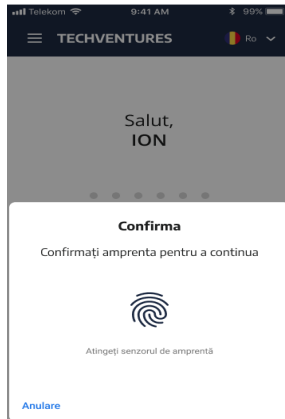 Telekom 9:41 AM 99%
TECHVENTURES Ro
Salut,
ION
Confirma
Confirmați amprenta pentru a continua
Atingeți senzorul de amprentă
Anulare